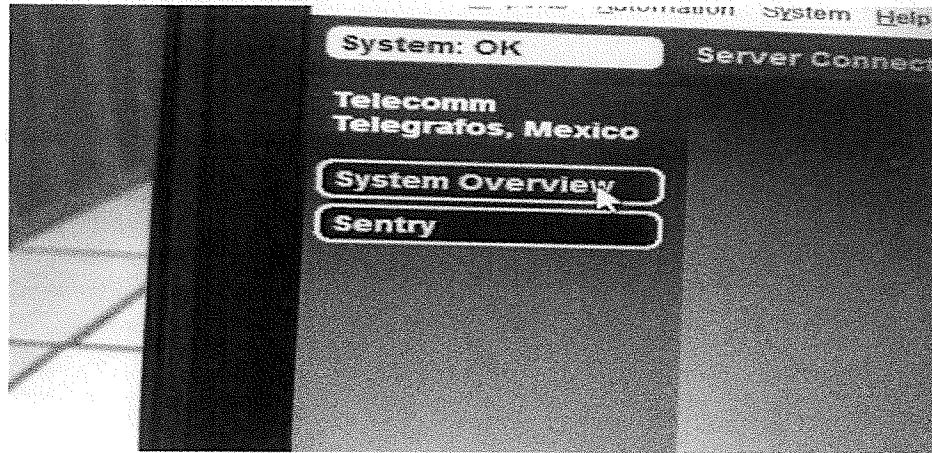 Automation System Help
System: OK
Server Connect
Telecomm
Telegrafos, Mexico
System Overview
Sentry